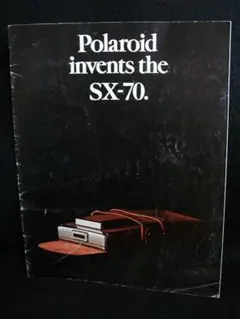 Polaroid
invents the
SX-70.